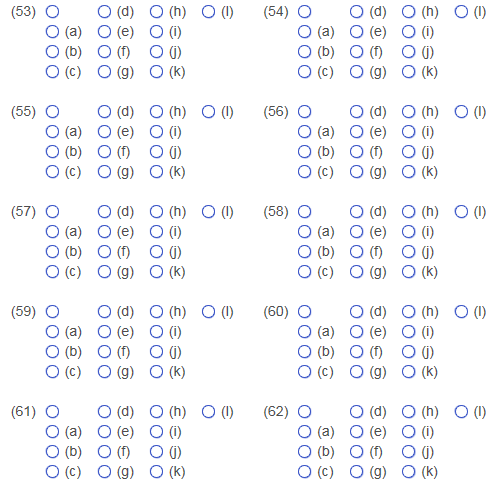 (53) (d) (h) (l) (54) (d) (h) (l)
(a) (e) (i) (a) (e) (i)
(b) (f) (j) (b) (f) (j)
(c) (g) (k) (c) (g) (k)
(55) (d) (h) (l) (56) (d) (h) (l)
(a) (e) (i) (a) (e) (i)
(b) (f) (j) (b) (f) (j)
(c) (g) (k) (c) (g) (k)
(57) (d) (h) (l) (58) (d) (h) (l)
(a) (e) (i) (a) (e) (i)
(b) (f) (j) (b) (f) (j)
(c) (g) (k) (c) (g) (k)
(59) (d) (h) (l) (60) (d) (h) (l)
(a) (e) (i) (a) (e) (i)
(b) (f) (j) (b) (f) (j)
(c) (g) (k) (c) (g) (k)
(61) (d) (h) (l) (62) (d) (h) (l)
(a) (e) (i) (a) (e) (i)
(b) (f) (j) (b) (f) (j)
(c) (g) (k) (c) (g) (k)